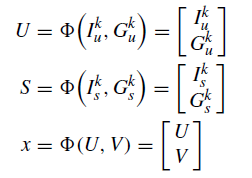 U = Φ(I_u^k, G_u^k) = [I_u^k G_u^k]
S = Φ(I_s^k, G_s^k) = [I_s^k G_s^k]
x = Φ(U, V) = [U V]